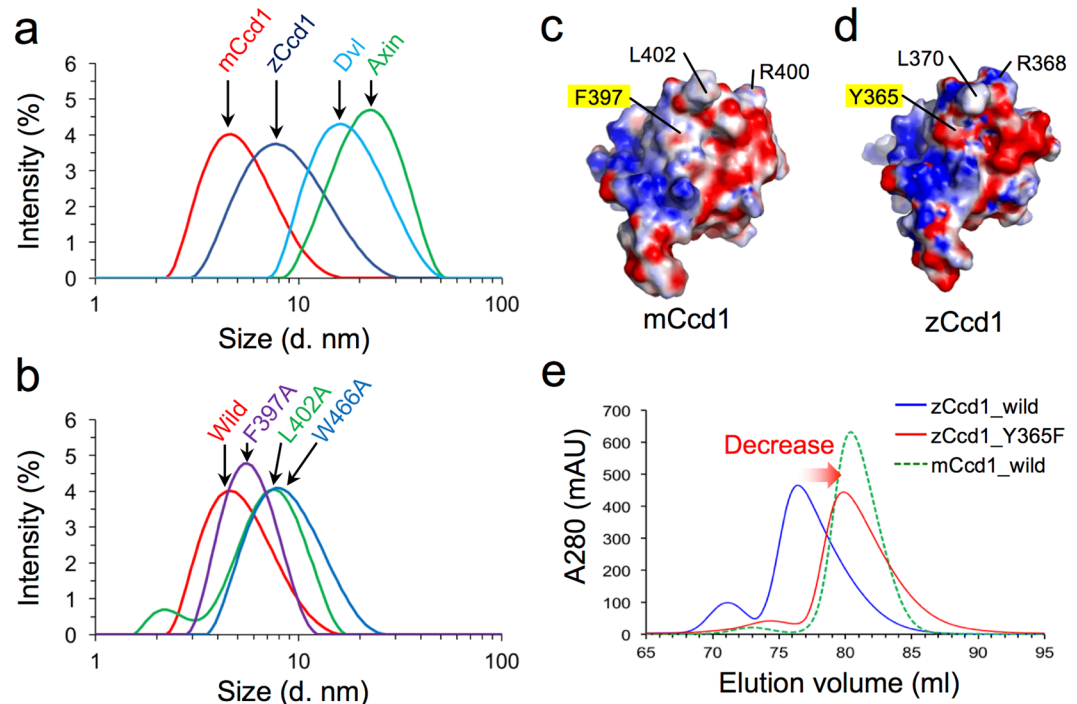 a
mCcd1
zCcd1
Dvl
Axin
Intensity (%)
6
5
4
3
2
1
0
1
10
100
Size (d. nm)
b
Wild
F397A
L402A
W466A
Intensity (%)
6
5
4
3
2
1
0
1
10
100
Size (d. nm)
c
L402
R400
F397
mCcd1
d
L370
R368
Y365
zCcd1
e
zCcd1_wild
zCcd1_Y365F
mCcd1_wild
Decrease
A280 (mAU)
700
600
500
400
300
200
100
0
65
70
75
80
85
90
95
Elution volume (ml)